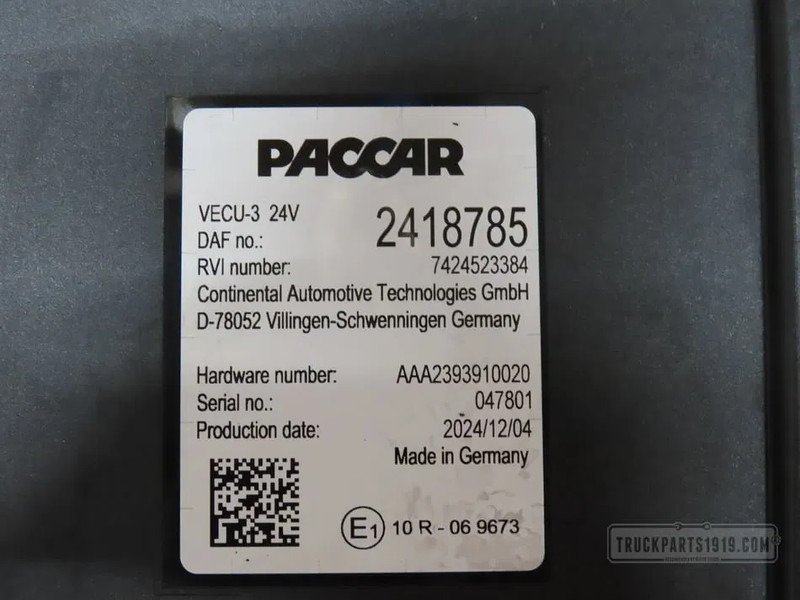 PACCAR
VECU-3 24V
DAF no.: 2418785
RVI number: 7424523384
Continental Automotive Technologies GmbH
D-78052 Villingen-Schwenningen Germany
Hardware number: AAA2393910020
Serial no.: 047801
Production date: 2024/12/04
Made in Germany
E1 10 R - 06 9673
TRUCKPARTS1919.COM